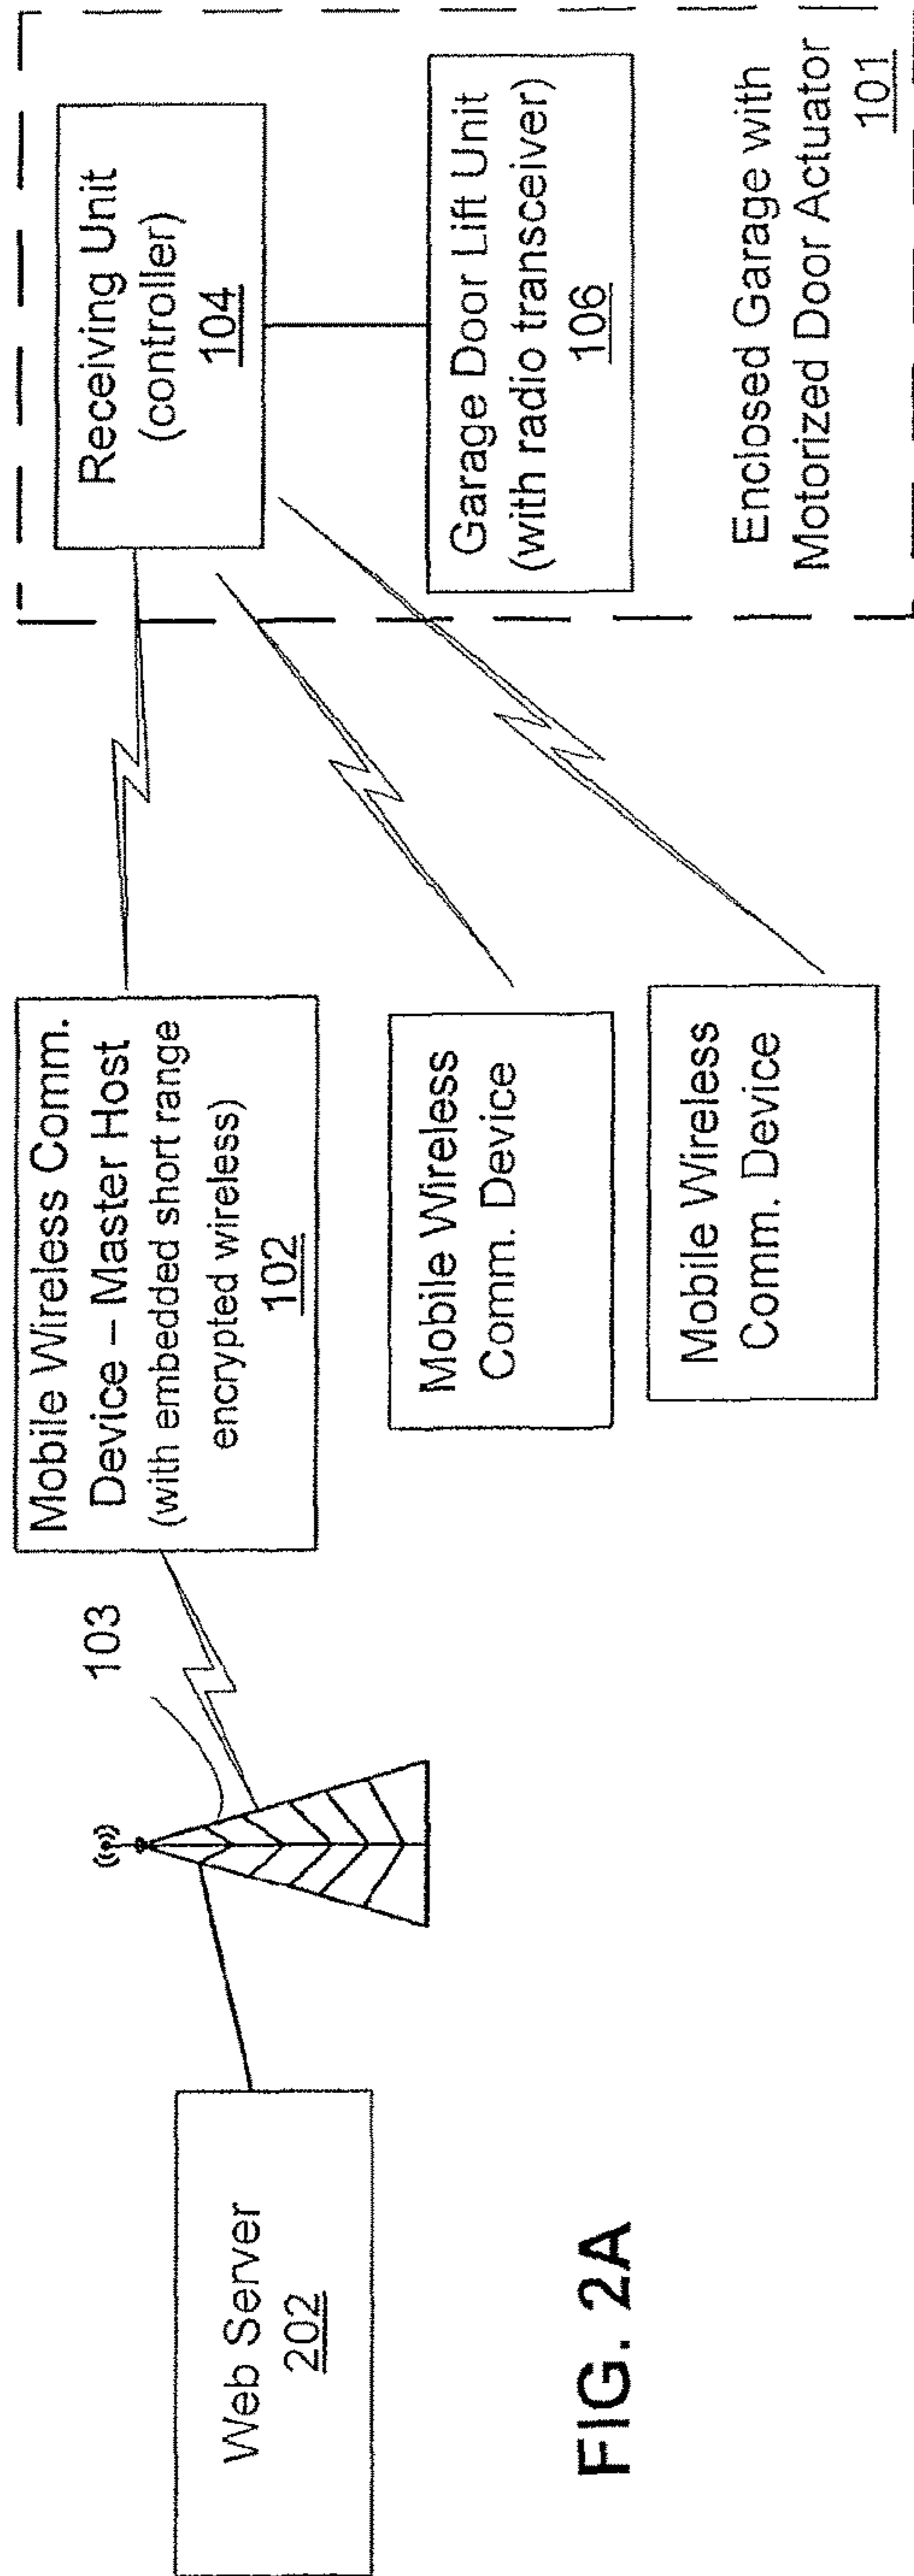 Web Server
202
103
Mobile Wireless Comm.
Device – Master Host
(with embedded short range
encrypted wireless)
102
Mobile Wireless
Comm. Device
Mobile Wireless
Comm. Device
Receiving Unit
(controller)
104
Garage Door Lift Unit
(with radio transceiver)
106
Enclosed Garage with
Motorized Door Actuator
101
FIG. 2A